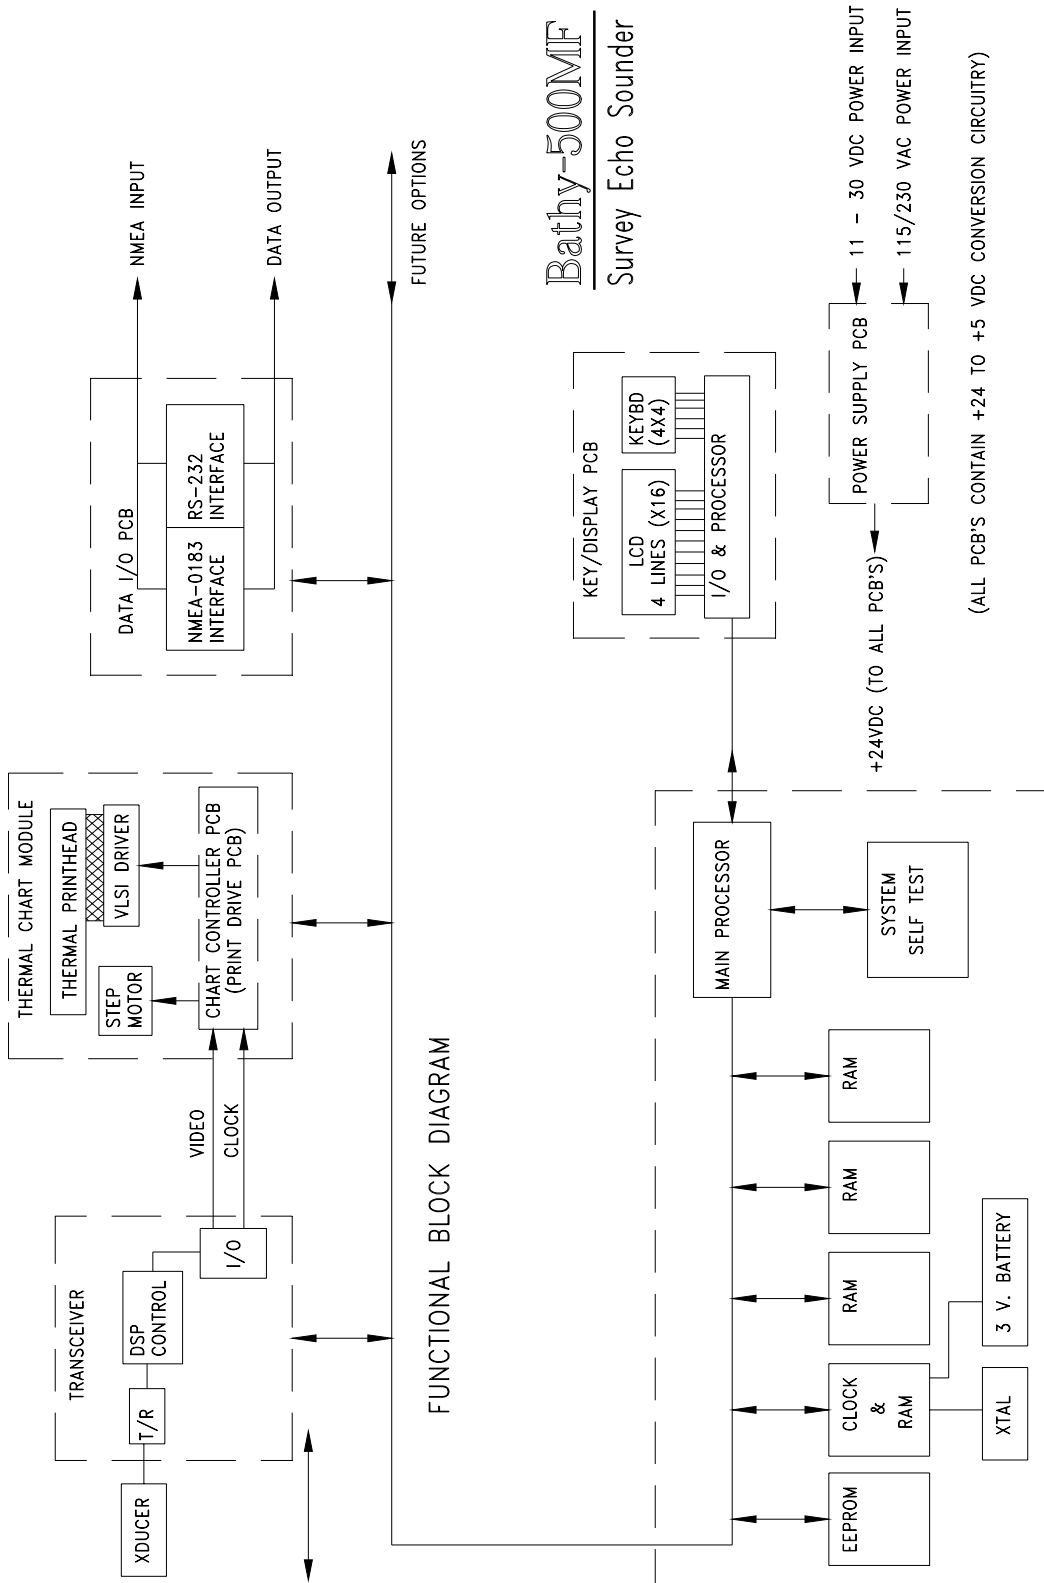 XDUCER
TRANSCEIVER
T/R
DSP
CONTROL
I/O
VIDEO
CLOCK
THERMAL CHART MODULE
STEP
MOTOR
THERMAL PRINTHEAD
VLSI DRIVER
CHART CONTROLLER PCB
(PRINT DRIVE PCB)
DATA I/O PCB
NMEA-0183
INTERFACE
RS-232
INTERFACE
NMEA INPUT
DATA OUTPUT
FUTURE OPTIONS
FUNCTIONAL BLOCK DIAGRAM
Bathy-500MF
Survey Echo Sounder
KEY/DISPLAY PCB
LCD
4 LINES (X16)
KEYBD
(4X4)
I/O & PROCESSOR
MAIN PROCESSOR
SYSTEM
SELF TEST
EEPROM
CLOCK
&
RAM
RAM
RAM
RAM
XTAL
3 V. BATTERY
+24VDC (TO ALL PCB'S)
POWER SUPPLY PCB
11 - 30 VDC POWER INPUT
115/230 VAC POWER INPUT
(ALL PCB'S CONTAIN +24 TO +5 VDC CONVERSION CIRCUITRY)